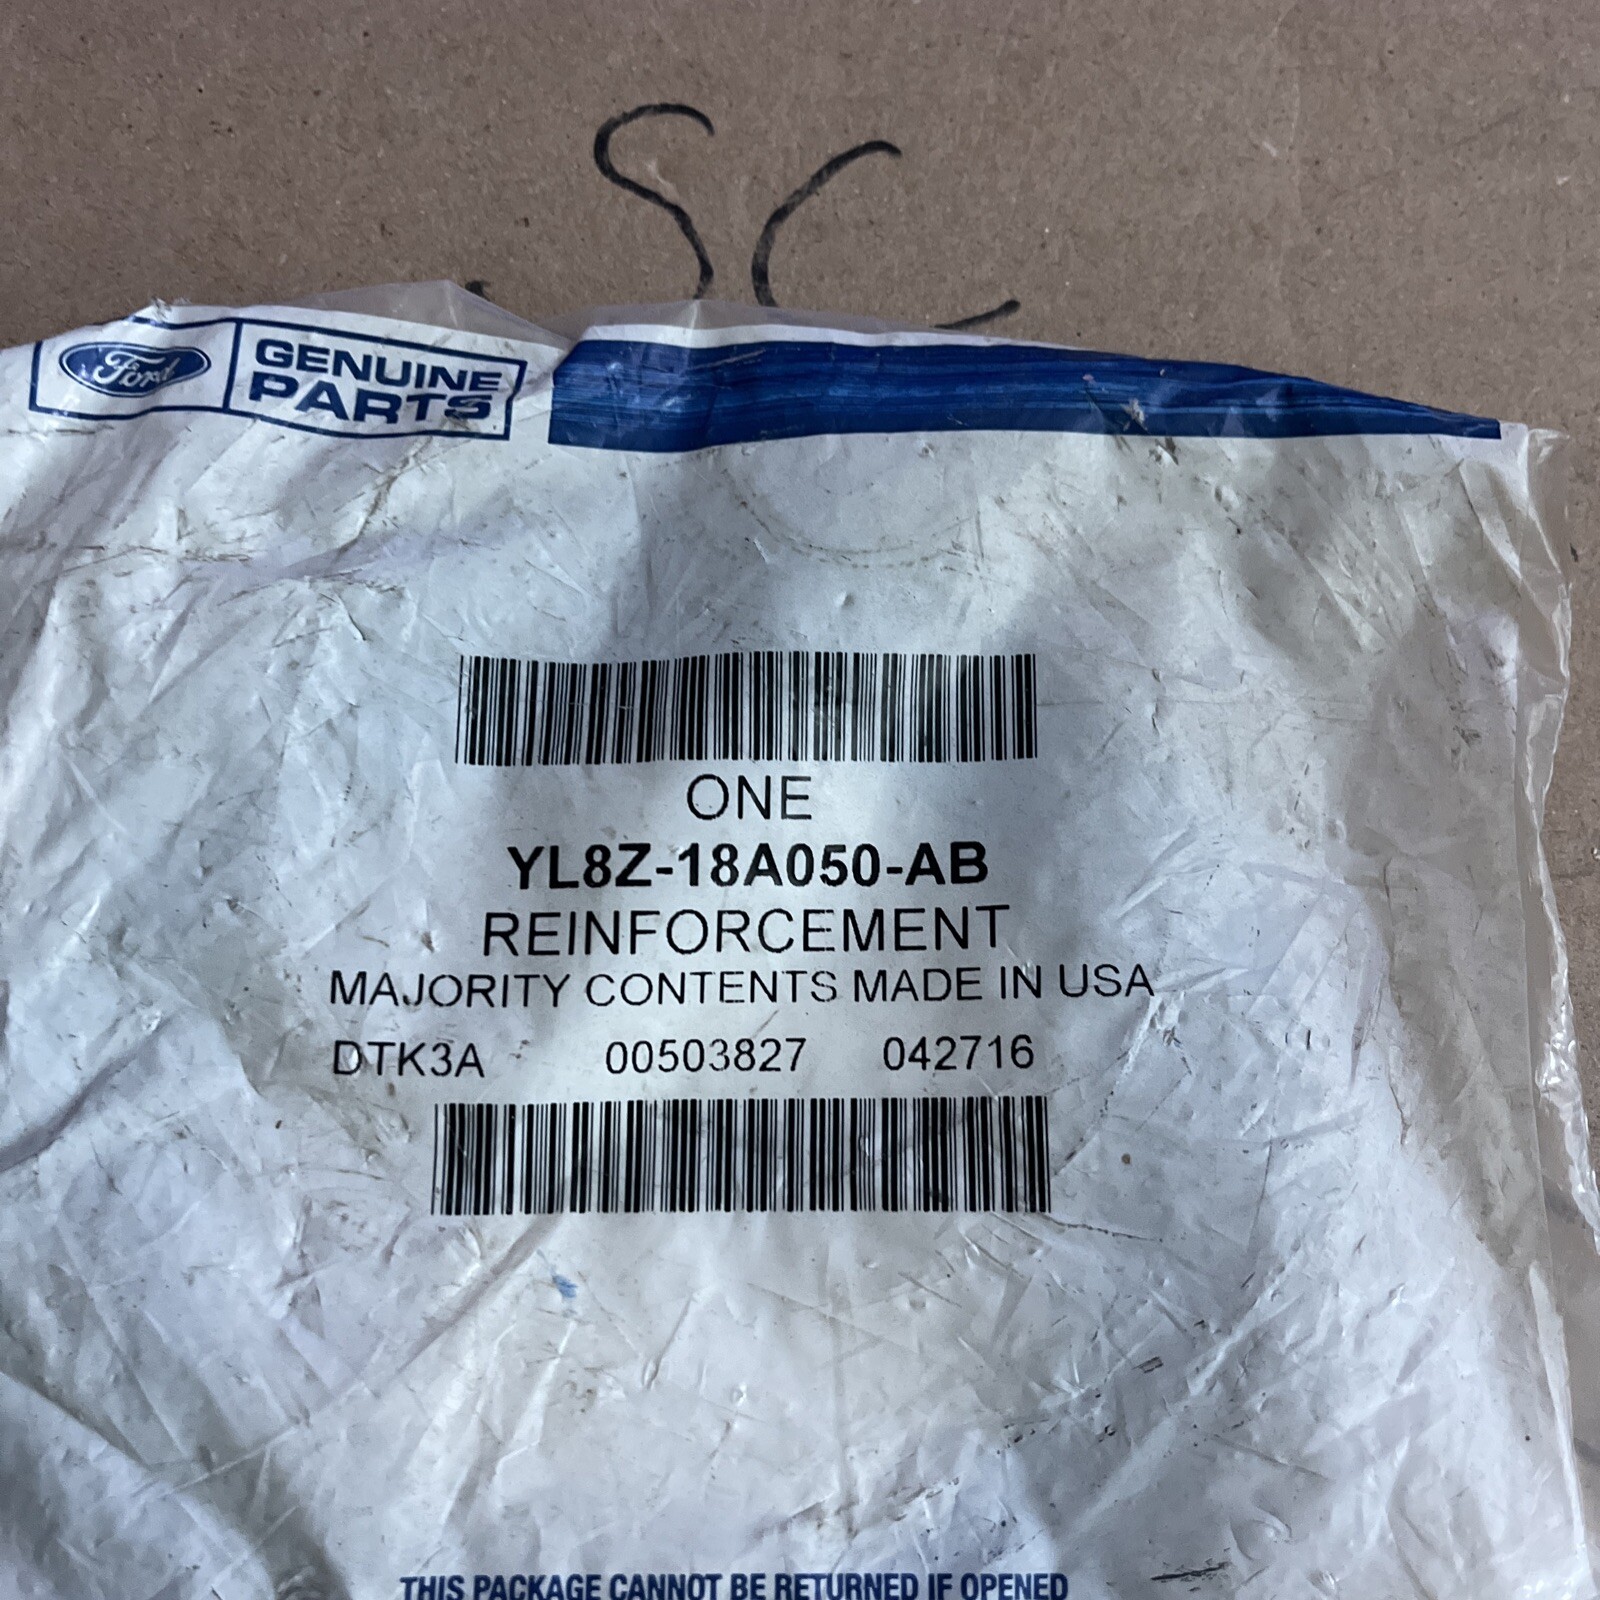 SC
Ford GENUINE
PARTS
ONE
YL8Z-18A050-AB
REINFORCEMENT
MAJORITY CONTENTS MADE IN USA
DTK3A 00503827 042716
THIS PACKAGE CANNOT BE RETURNED IF OPENED